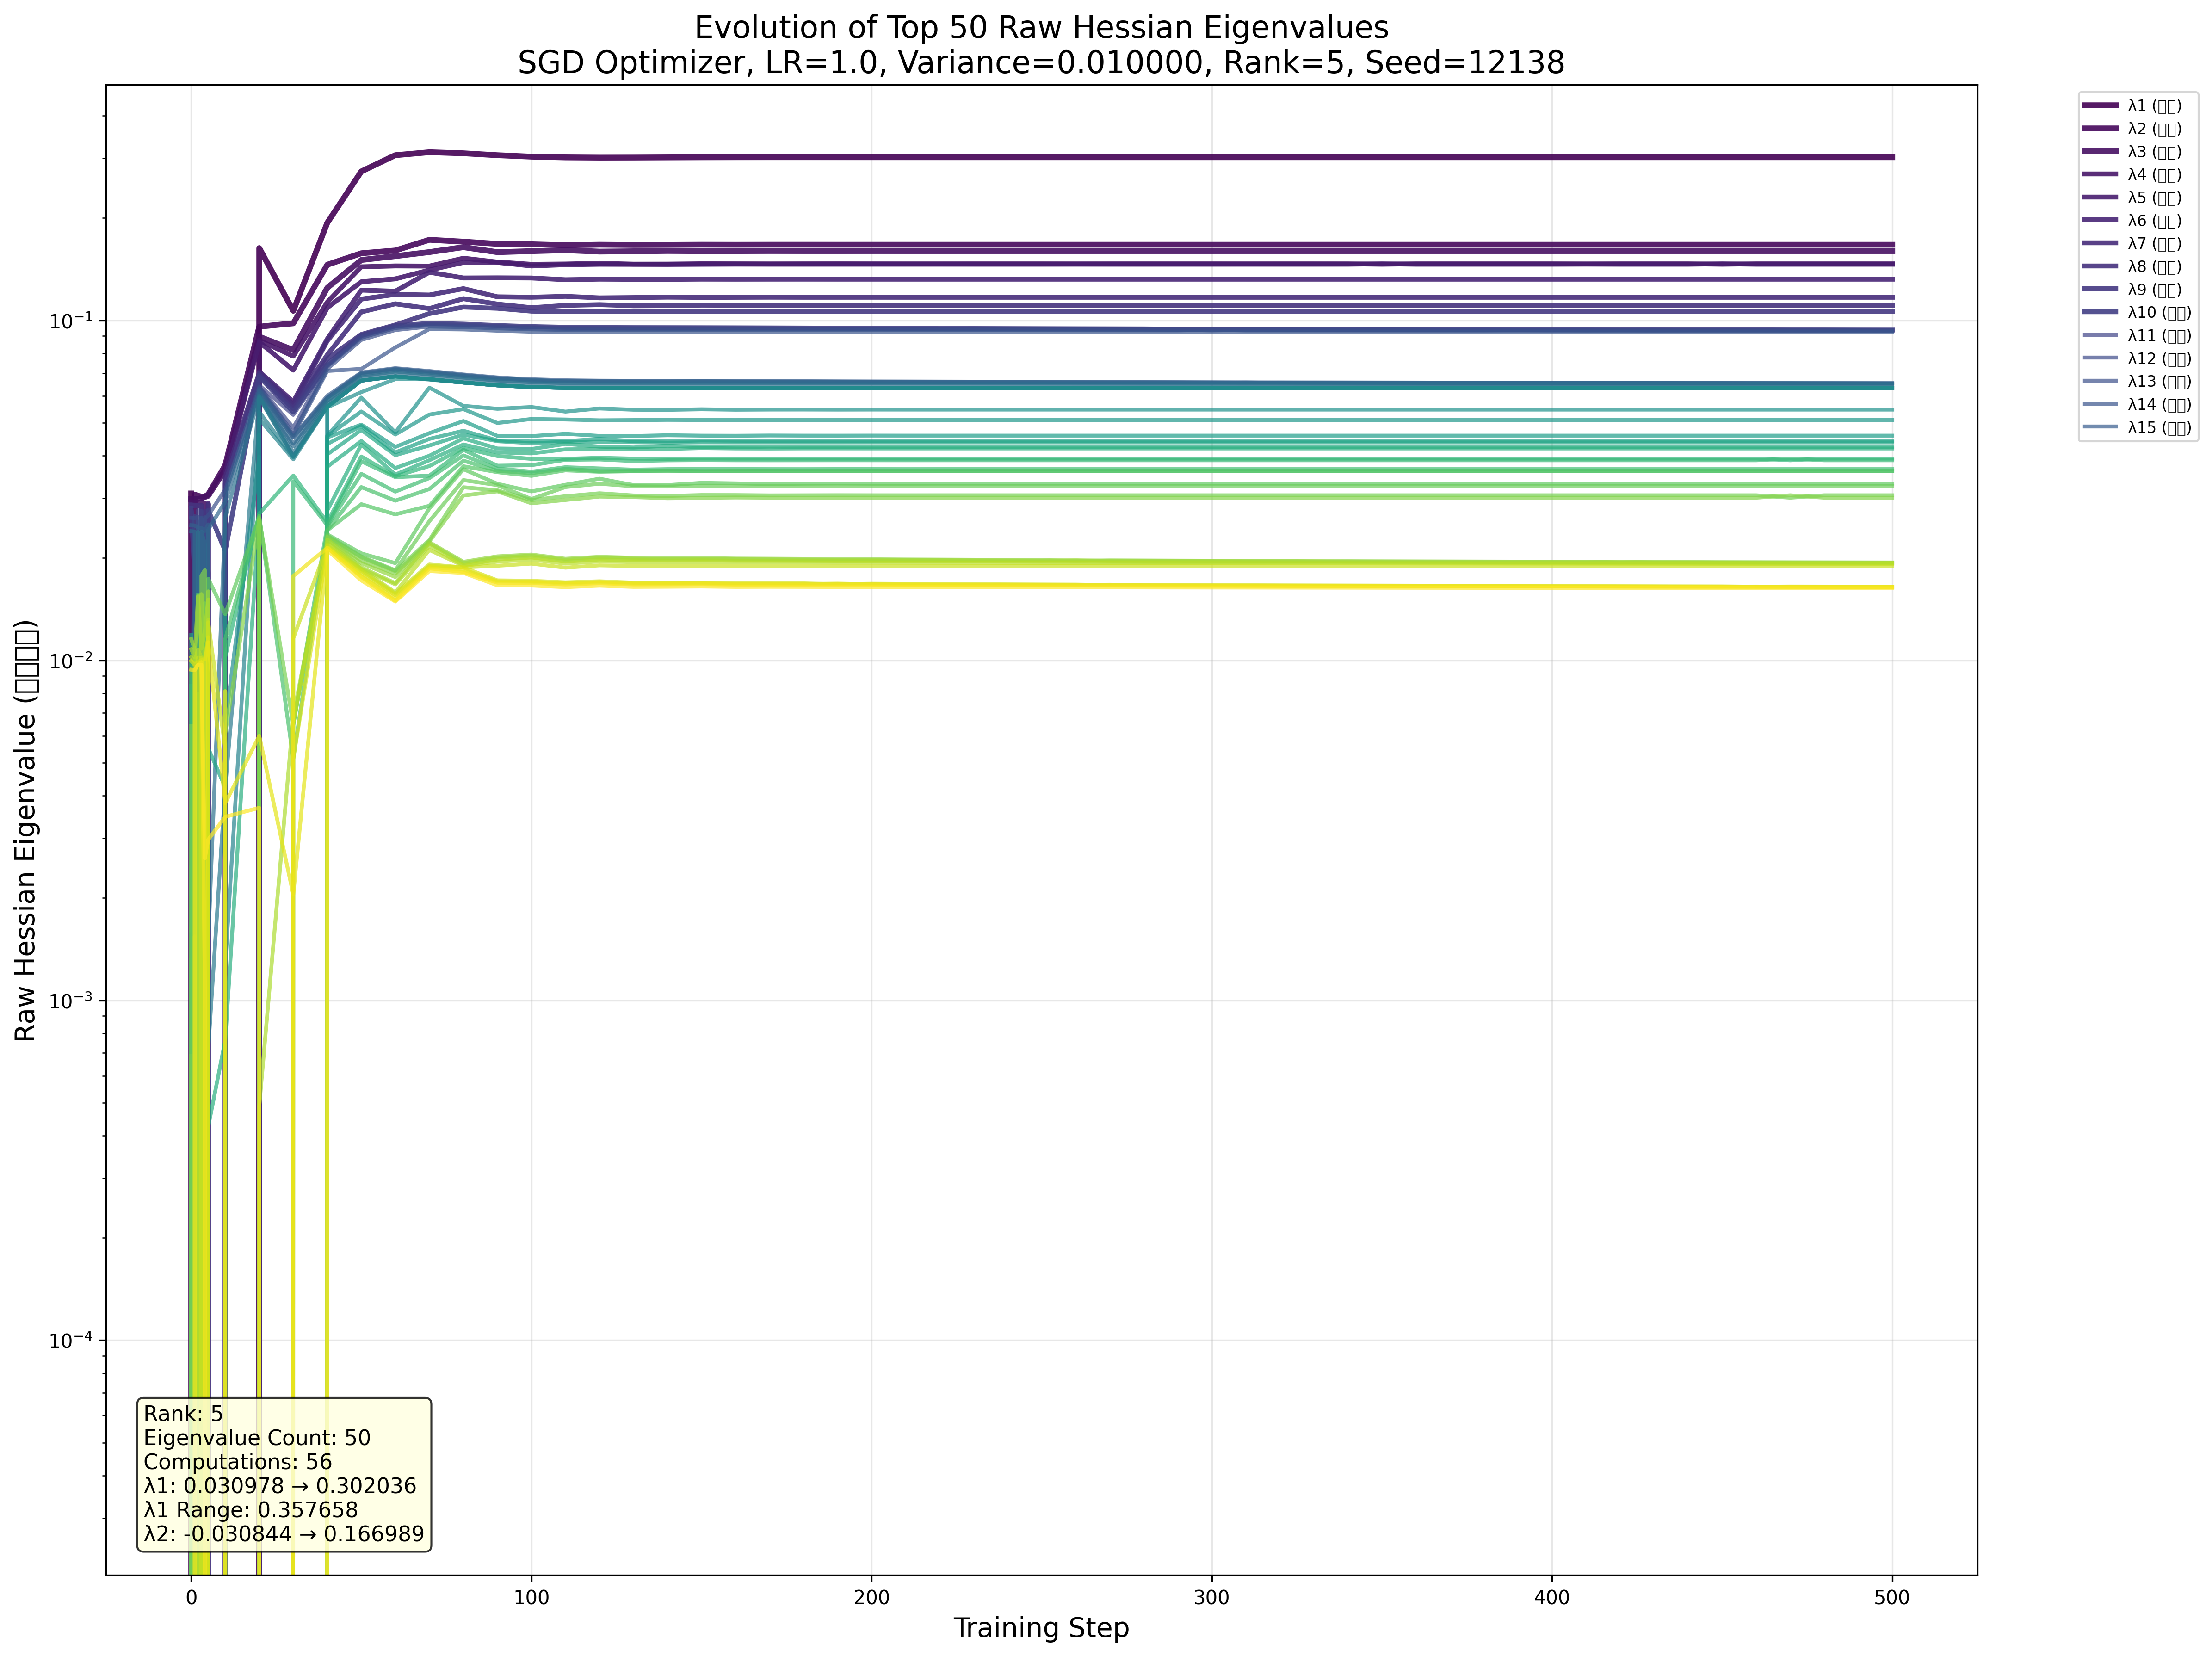 Evolution of Top 50 Raw Hessian Eigenvalues
SGD Optimizer, LR=1.0, Variance=0.010000, Rank=5, Seed=12138
Raw Hessian Eigenvalue (□□□□)
10⁻¹
10⁻²
10⁻³
10⁻⁴
0
100
200
300
400
500
Training Step
Rank: 5
Eigenvalue Count: 50
Computations: 56
λ1: 0.030978 → 0.302036
λ1 Range: 0.357658
λ2: -0.030844 → 0.166989
λ1 (□□)
λ2 (□□)
λ3 (□□)
λ4 (□□)
λ5 (□□)
λ6 (□□)
λ7 (□□)
λ8 (□□)
λ9 (□□)
λ10 (□□)
λ11 (□□)
λ12 (□□)
λ13 (□□)
λ14 (□□)
λ15 (□□)